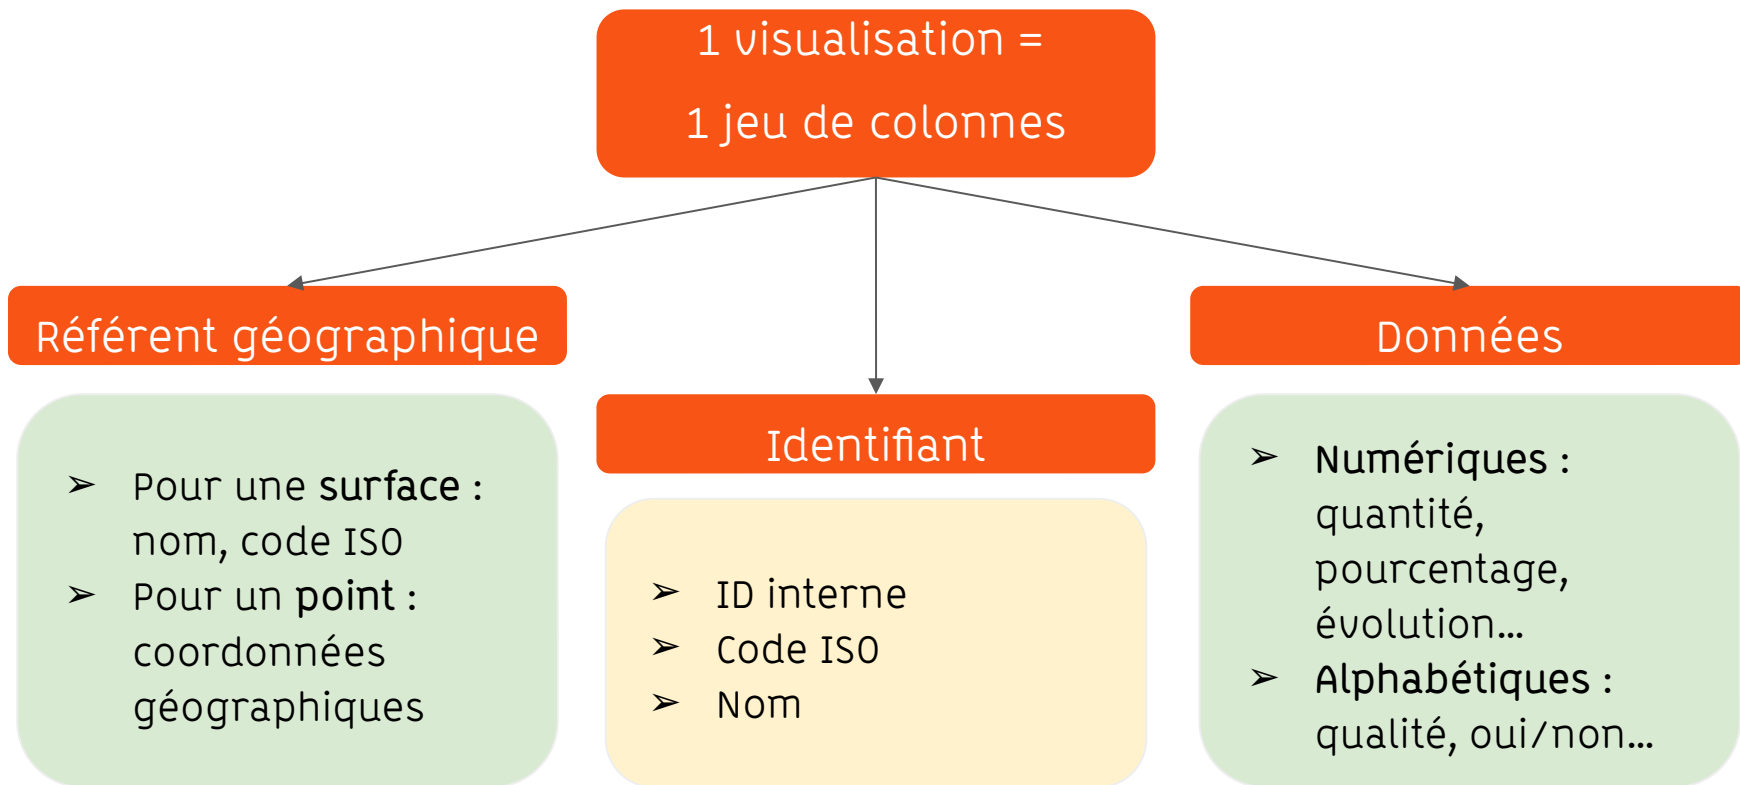 1 visualisation =
1 jeu de colonnes
Référent géographique
➢ Pour une surface :
nom, code ISO
➢ Pour un point :
coordonnées
géographiques
Identifiant
➢ ID interne
➢ Code ISO
➢ Nom
Données
➢ Numériques :
quantité,
pourcentage,
évolution...
➢ Alphabétiques :
qualité, oui/non...